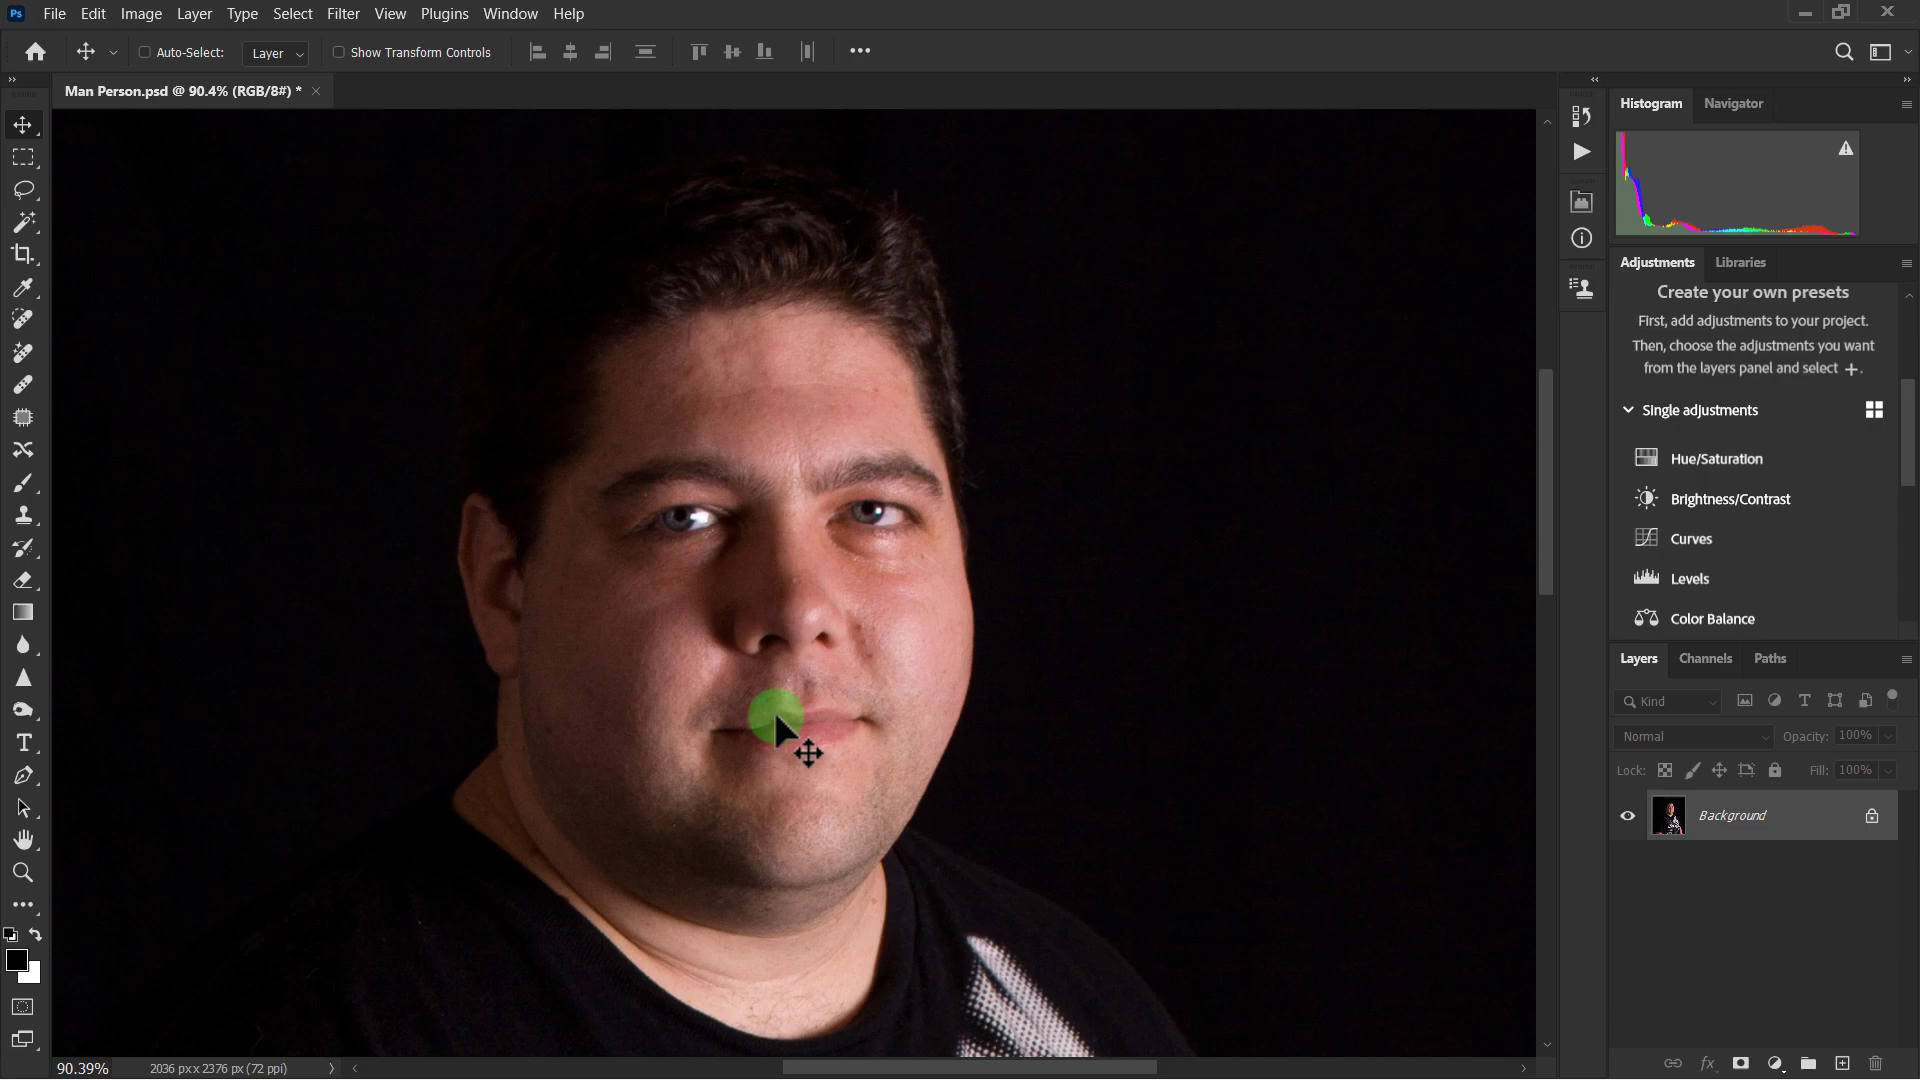 Ps File Edit Image Layer Type Select Filter View Plugins Window Help
Auto-Select: Layer Show Transform Controls
Man Person.psd @ 90.4% (RGB/8#) *
Histogram Navigator
Adjustments Libraries
Create your own presets
First, add adjustments to your project.
Then, choose the adjustments you want
from the layers panel and select +.
Single adjustments
Hue/Saturation
Brightness/Contrast
Curves
Levels
Color Balance
Layers Channels Paths
Kind
Normal Opacity: 100%
Lock: Fill: 100%
Background
90.39% 2036 px x 2376 px (72 ppi)